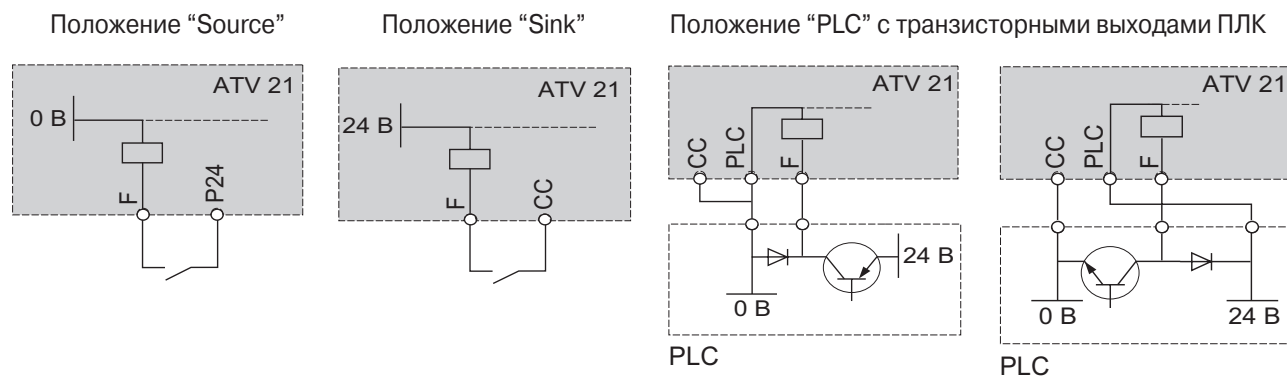 Положение “Source”
Положение “Sink”
Положение “PLC” с транзисторными выходами ПЛК
ATV 21
0 В
F
P24
ATV 21
24 В
F
CC
ATV 21
CC
PLC
F
24 В
0 В
PLC
ATV 21
CC
PLC
F
0 В
24 В
PLC